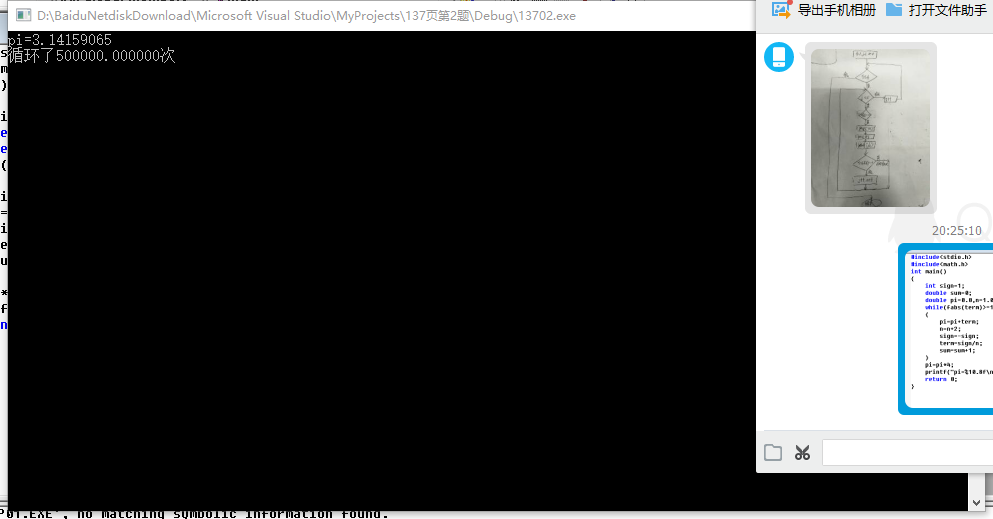 D:\BaiduNetdiskDownload\Microsoft Visual Studio\MyProjects\137页第2题\Debug\13702.exe
pi=3.14159065
循环了500000.000000次
导出手机相册 打开文件助手
20:25:10
#include<stdio.h>
#include<math.h>
int main()
{
int sign=1;
double sum=0;
double pi=0.0,n=1.0
while(fabs(term)>=1
{
pi=pi+term;
n=n+2;
sign=-sign;
term=sign/n;
sum=sum+1;
}
pi=pi*4;
printf("pi=%10.8f\n
return 0;
}
01.EXE', no matching symbolic information found.